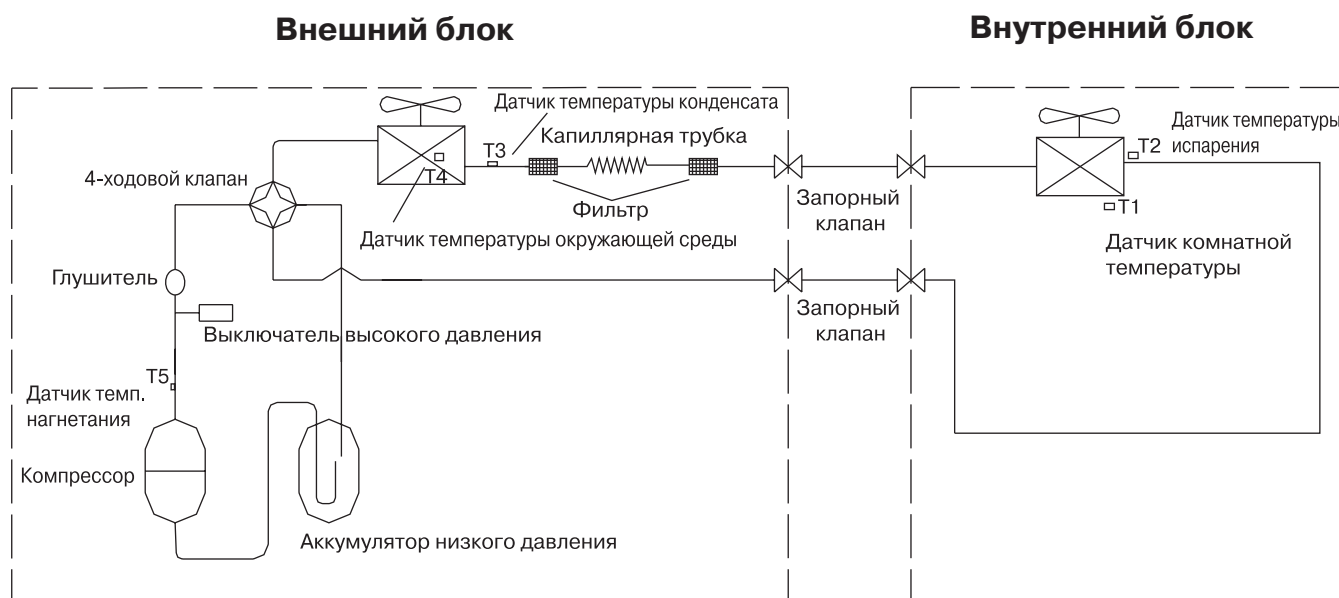 Внешний блок
Внутренний блок
Датчик температуры конденсата
Капиллярная трубка
T3
T4
4-ходовой клапан
Фильтр
Датчик температуры окружающей среды
Глушитель
Выключатель высокого давления
T5
Датчик темп.
нагнетания
Компрессор
Аккумулятор низкого давления
Запорный
клапан
Запорный
клапан
Датчик температуры
испарения
T2
T1
Датчик комнатной
температуры